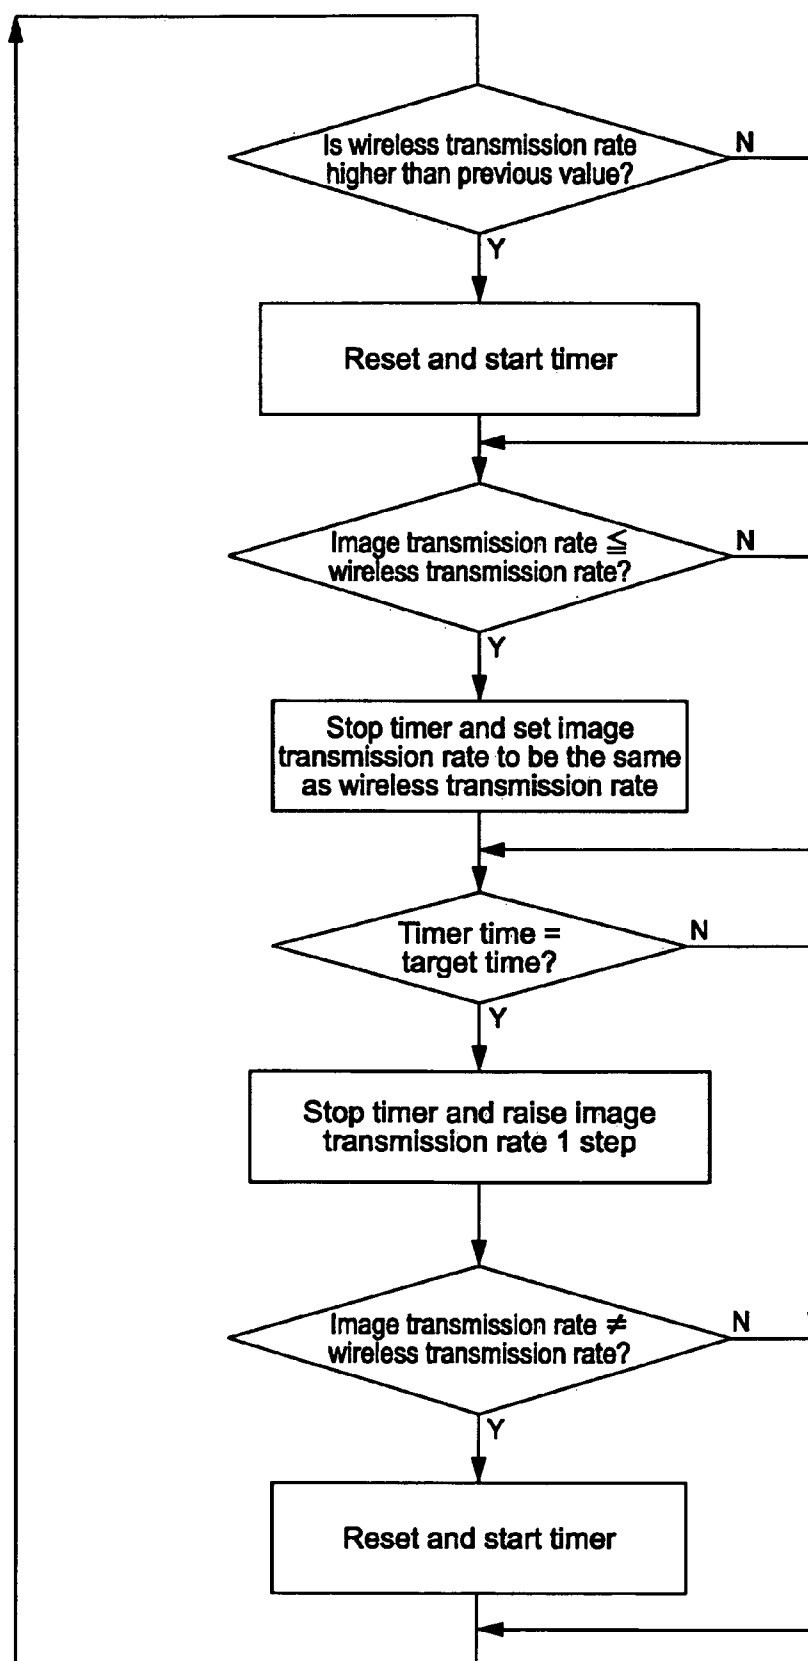 Is wireless transmission rate
higher than previous value?
N
Y
Reset and start timer
Image transmission rate ≦
wireless transmission rate?
N
Y
Stop timer and set image
transmission rate to be the same
as wireless transmission rate
Timer time =
target time?
N
Y
Stop timer and raise image
transmission rate 1 step
Image transmission rate ≠
wireless transmission rate?
N
Y
Reset and start timer